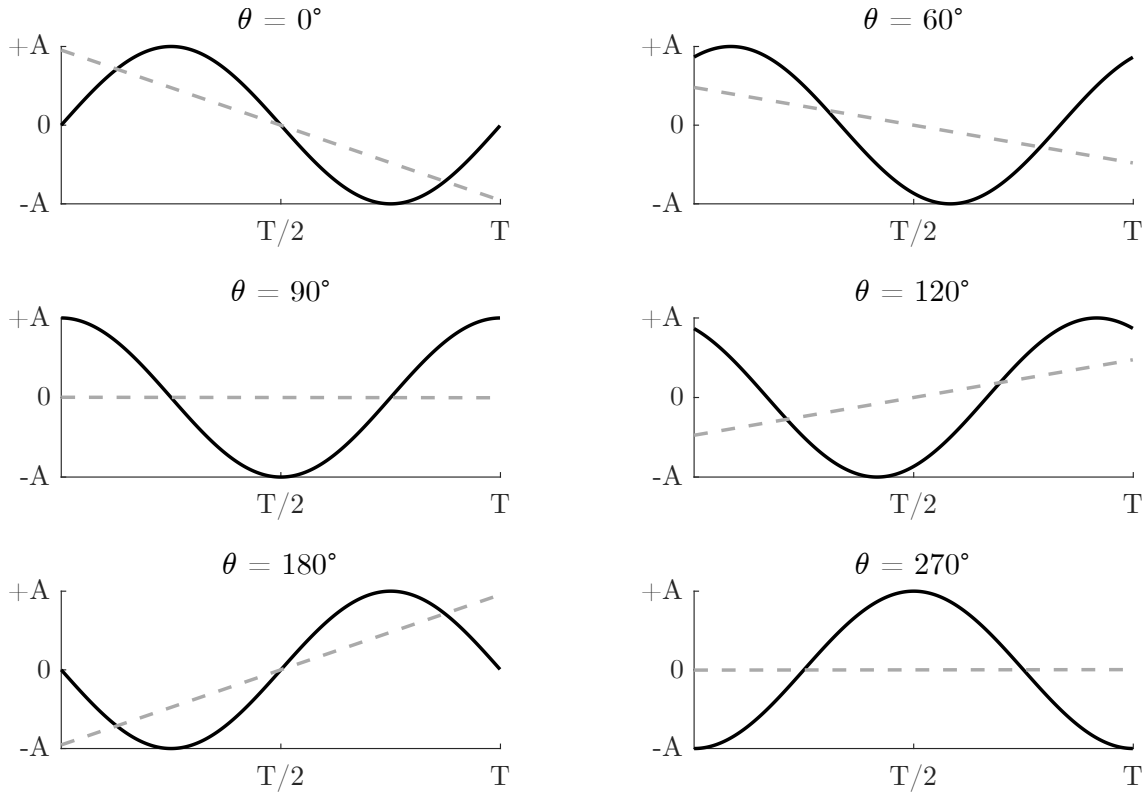 θ = 0°
+A
0
-A
T/2
T
θ = 60°
+A
0
-A
T/2
T
θ = 90°
+A
0
-A
T/2
T
θ = 120°
+A
0
-A
T/2
T
θ = 180°
+A
0
-A
T/2
T
θ = 270°
+A
0
-A
T/2
T